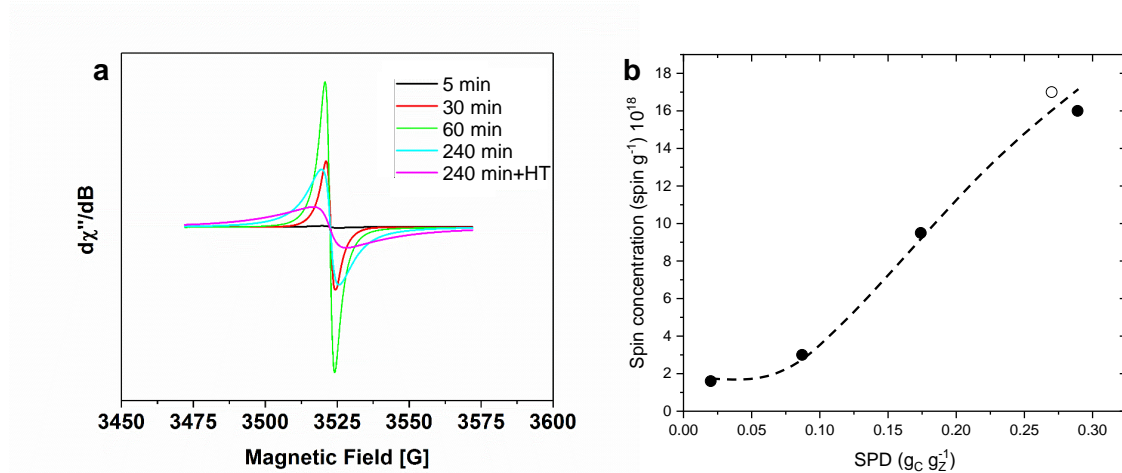 a
5 min
30 min
60 min
240 min
240 min+HT
dχ"/dB
3450 3475 3500 3525 3550 3575 3600
Magnetic Field [G]
b
18
16
14
12
10
8
6
4
2
0
Spin concentration (spin g⁻¹) 10¹⁸
0.00 0.05 0.10 0.15 0.20 0.25 0.30
SPD (g_C g_Z⁻¹)